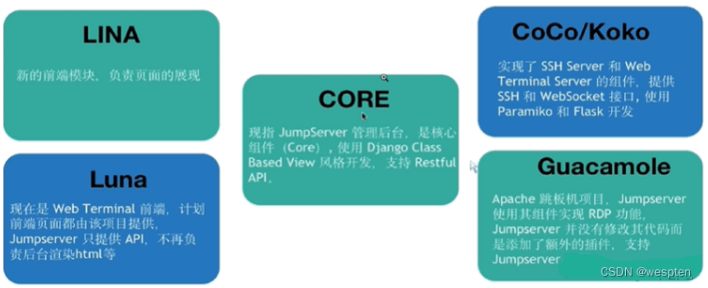 LINA
新的前端模块，负责页面的展现
Luna
现在是 Web Terminal 前端，计划
前端页面都由该项目提供，
Jumpserver 只提供 API，不再负
责后台渲染html等
CORE
现指 JumpServer 管理后台，是核心
组件（Core）, 使用 Django Class
Based View 风格开发，支持 Restful
API。
CoCo/Koko
实现了 SSH Server 和 Web
Terminal Server 的组件，提供
SSH 和 WebSocket 接口, 使用
Paramiko 和 Flask 开发
Guacamole
Apache 跳板机项目，Jumpserver
使用其组件实现 RDP 功能，
Jumpserver 并没有修改其代码而
是添加了额外的插件，支持
Jumpserver
CSDN @wespten